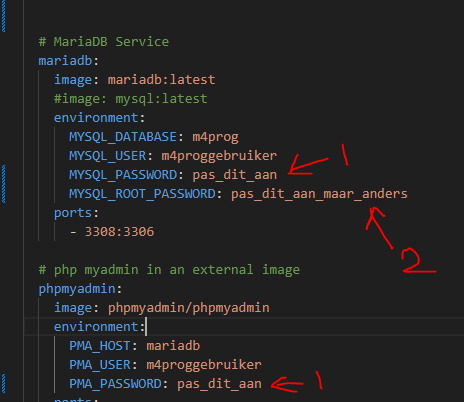 # MariaDB Service
mariadb:
image: mariadb:latest
#image: mysql:latest
environment:
MYSQL_DATABASE: m4prog
MYSQL_USER: m4proggebruiker
MYSQL_PASSWORD: pas_dit_aan 1
MYSQL_ROOT_PASSWORD: pas_dit_aan_maar_anders
ports:
- 3308:3306
2
# php myadmin in an external image
phpmyadmin:
image: phpmyadmin/phpmyadmin
environment:
PMA_HOST: mariadb
PMA_USER: m4proggebruiker
PMA_PASSWORD: pas_dit_aan 1
ports: